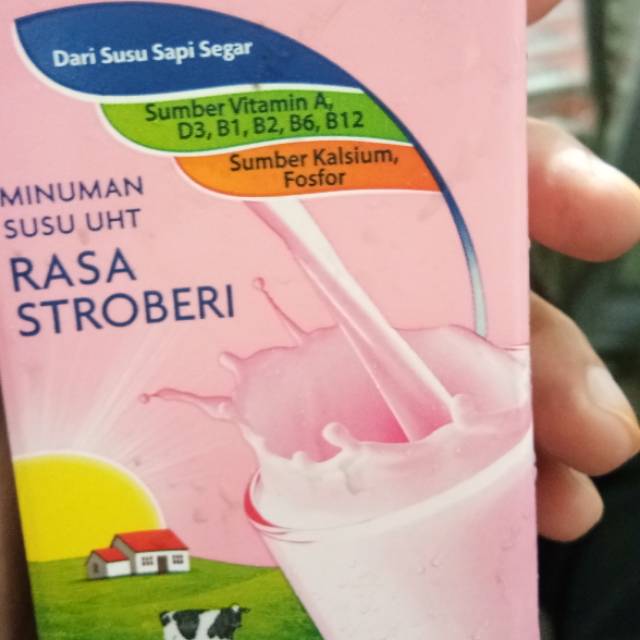 Dari Susu Sapi Segar
Sumber Vitamin A,
D3, B1, B2, B6, B12
Sumber Kalsium,
Fosfor
MINUMAN
SUSU UHT
RASA
STROBERI